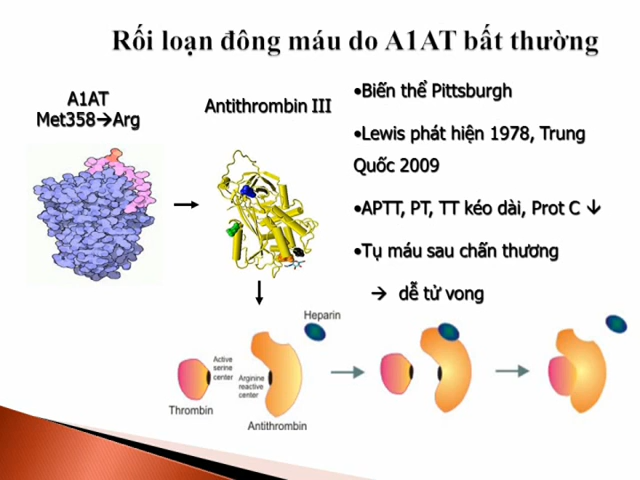 Rối loạn đông máu do A1AT bất thường
A1AT
Met358→Arg
Antithrombin III
•Biến thể Pittsburgh
•Lewis phát hiện 1978, Trung
Quốc 2009
•APTT, PT, TT kéo dài, Prot C ↓
•Tụ máu sau chấn thương
→ dễ tử vong
Heparin
Active
serine
center
Arginine
reactive
center
Thrombin
Antithrombin